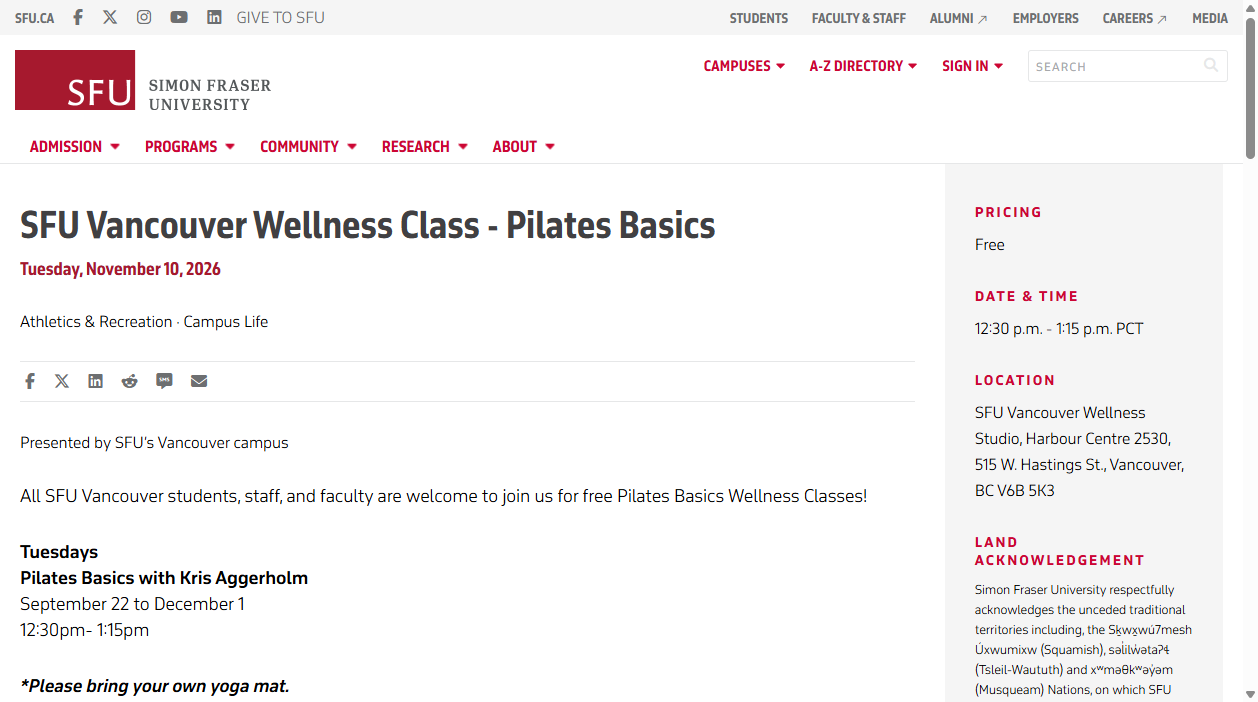 SFU.CA GIVE TO SFU STUDENTS FACULTY & STAFF ALUMNI ↗ EMPLOYERS CAREERS ↗ MEDIA
SFU SIMON FRASER UNIVERSITY
CAMPUSES A-Z DIRECTORY SIGN IN SEARCH
ADMISSION PROGRAMS COMMUNITY RESEARCH ABOUT
SFU Vancouver Wellness Class - Pilates Basics
Tuesday, November 10, 2026
Athletics & Recreation · Campus Life
SMS
Presented by SFU's Vancouver campus
All SFU Vancouver students, staff, and faculty are welcome to join us for free Pilates Basics Wellness Classes!
Tuesdays
Pilates Basics with Kris Aggerholm
September 22 to December 1
12:30pm- 1:15pm
*Please bring your own yoga mat.
PRICING
Free
DATE & TIME
12:30 p.m. - 1:15 p.m. PCT
LOCATION
SFU Vancouver Wellness
Studio, Harbour Centre 2530,
515 W. Hastings St., Vancouver,
BC V6B 5K3
LAND
ACKNOWLEDGEMENT
Simon Fraser University respectfully
acknowledges the unceded traditional
territories including, the Sḵwx̱wú7mesh
Úxwumixw (Squamish), səl̓ilw̓ətaʔɬ
(Tsleil-Waututh) and xʷməθkʷəy̓əm
(Musqueam) Nations, on which SFU